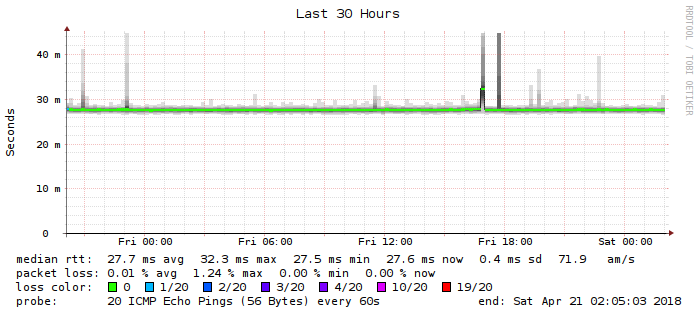 Last 30 Hours
RRDTOOL / TOBI OETIKER
Seconds
40 m
30 m
20 m
10 m
0
Fri 00:00 Fri 06:00 Fri 12:00 Fri 18:00 Sat 00:00
median rtt: 27.7 ms avg 32.3 ms max 27.5 ms min 27.6 ms now 0.4 ms sd 71.9 am/s
packet loss: 0.01 % avg 1.24 % max 0.00 % min 0.00 % now
loss color: 0 1/20 2/20 3/20 4/20 10/20 19/20
probe: 20 ICMP Echo Pings (56 Bytes) every 60s end: Sat Apr 21 02:05:03 2018